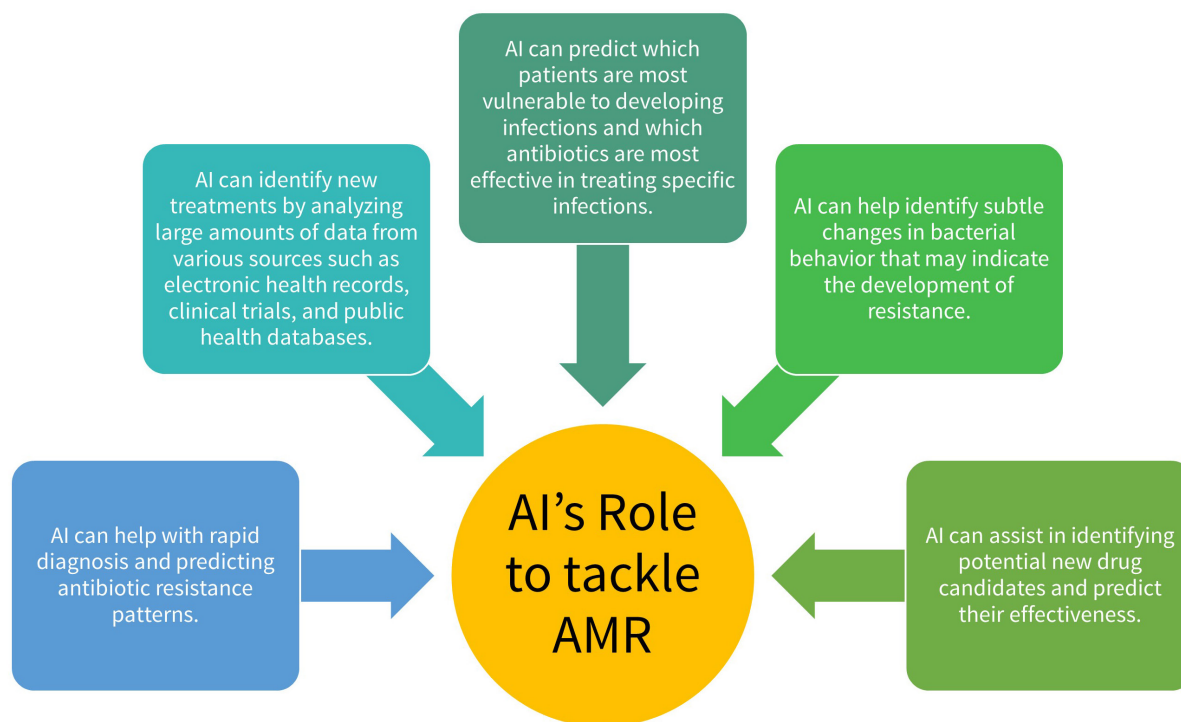 AI can predict which
patients are most
vulnerable to developing
infections and which
antibiotics are most
effective in treating specific
infections.
AI can identify new
treatments by analyzing
large amounts of data from
various sources such as
electronic health records,
clinical trials, and public
health databases.
AI can help identify subtle
changes in bacterial
behavior that may indicate
the development of
resistance.
AI can help with rapid
diagnosis and predicting
antibiotic resistance
patterns.
AI’s Role
to tackle
AMR
AI can assist in identifying
potential new drug
candidates and predict
their effectiveness.